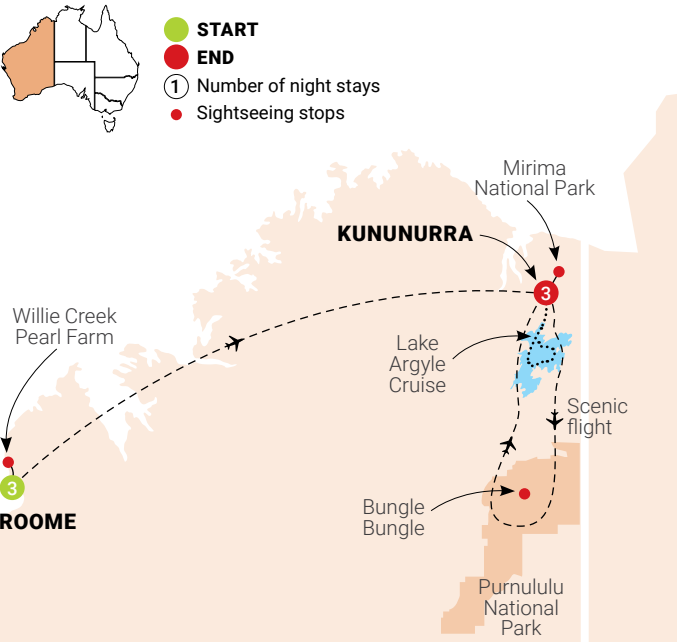 START
END
1 Number of night stays
Sightseeing stops
Mirima
National Park
KUNUNURRA
3
Willie Creek
Pearl Farm
Lake
Argyle
Cruise
Scenic
flight
3
ROOME
Bungle
Bungle
Purnululu
National
Park